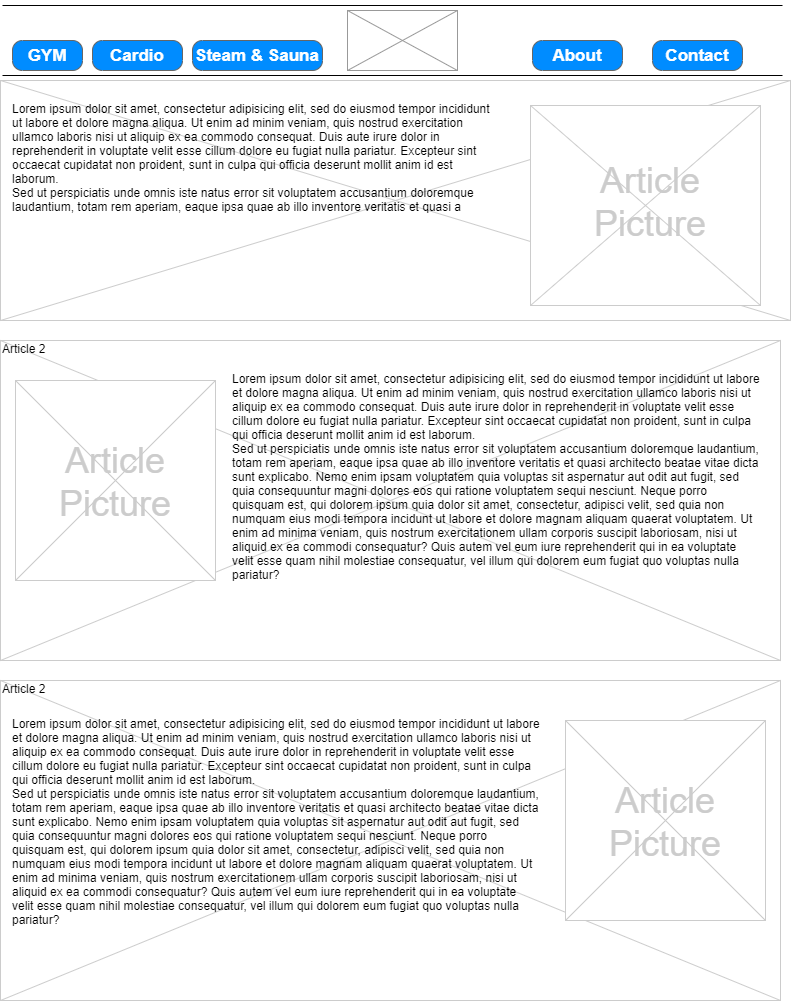 GYM Cardio Steam & Sauna About Contact
Lorem ipsum dolor sit amet, consectetur adipisicing elit, sed do eiusmod tempor incididunt
ut labore et dolore magna aliqua. Ut enim ad minim veniam, quis nostrud exercitation
ullamco laboris nisi ut aliquip ex ea commodo consequat. Duis aute irure dolor in
reprehenderit in voluptate velit esse cillum dolore eu fugiat nulla pariatur. Excepteur sint
occaecat cupidatat non proident, sunt in culpa qui officia deserunt mollit anim id est
laborum.
Sed ut perspiciatis unde omnis iste natus error sit voluptatem accusantium doloremque
laudantium, totam rem aperiam, eaque ipsa quae ab illo inventore veritatis et quasi a
Article
Picture
Article 2
Article
Picture
Lorem ipsum dolor sit amet, consectetur adipisicing elit, sed do eiusmod tempor incididunt ut labore
et dolore magna aliqua. Ut enim ad minim veniam, quis nostrud exercitation ullamco laboris nisi ut
aliquip ex ea commodo consequat. Duis aute irure dolor in reprehenderit in voluptate velit esse
cillum dolore eu fugiat nulla pariatur. Excepteur sint occaecat cupidatat non proident, sunt in culpa
qui officia deserunt mollit anim id est laborum.
Sed ut perspiciatis unde omnis iste natus error sit voluptatem accusantium doloremque laudantium,
totam rem aperiam, eaque ipsa quae ab illo inventore veritatis et quasi architecto beatae vitae dicta
sunt explicabo. Nemo enim ipsam voluptatem quia voluptas sit aspernatur aut odit aut fugit, sed
quia consequuntur magni dolores eos qui ratione voluptatem sequi nesciunt. Neque porro
quisquam est, qui dolorem ipsum quia dolor sit amet, consectetur, adipisci velit, sed quia non
numquam eius modi tempora incidunt ut labore et dolore magnam aliquam quaerat voluptatem. Ut
enim ad minima veniam, quis nostrum exercitationem ullam corporis suscipit laboriosam, nisi ut
aliquid ex ea commodi consequatur? Quis autem vel eum iure reprehenderit qui in ea voluptate
velit esse quam nihil molestiae consequatur, vel illum qui dolorem eum fugiat quo voluptas nulla
pariatur?
Article 2
Lorem ipsum dolor sit amet, consectetur adipisicing elit, sed do eiusmod tempor incididunt ut labore
et dolore magna aliqua. Ut enim ad minim veniam, quis nostrud exercitation ullamco laboris nisi ut
aliquip ex ea commodo consequat. Duis aute irure dolor in reprehenderit in voluptate velit esse
cillum dolore eu fugiat nulla pariatur. Excepteur sint occaecat cupidatat non proident, sunt in culpa
qui officia deserunt mollit anim id est laborum.
Sed ut perspiciatis unde omnis iste natus error sit voluptatem accusantium doloremque laudantium,
totam rem aperiam, eaque ipsa quae ab illo inventore veritatis et quasi architecto beatae vitae dicta
sunt explicabo. Nemo enim ipsam voluptatem quia voluptas sit aspernatur aut odit aut fugit, sed
quia consequuntur magni dolores eos qui ratione voluptatem sequi nesciunt. Neque porro
quisquam est, qui dolorem ipsum quia dolor sit amet, consectetur, adipisci velit, sed quia non
numquam eius modi tempora incidunt ut labore et dolore magnam aliquam quaerat voluptatem. Ut
enim ad minima veniam, quis nostrum exercitationem ullam corporis suscipit laboriosam, nisi ut
aliquid ex ea commodi consequatur? Quis autem vel eum iure reprehenderit qui in ea voluptate
velit esse quam nihil molestiae consequatur, vel illum qui dolorem eum fugiat quo voluptas nulla
pariatur?
Article
Picture